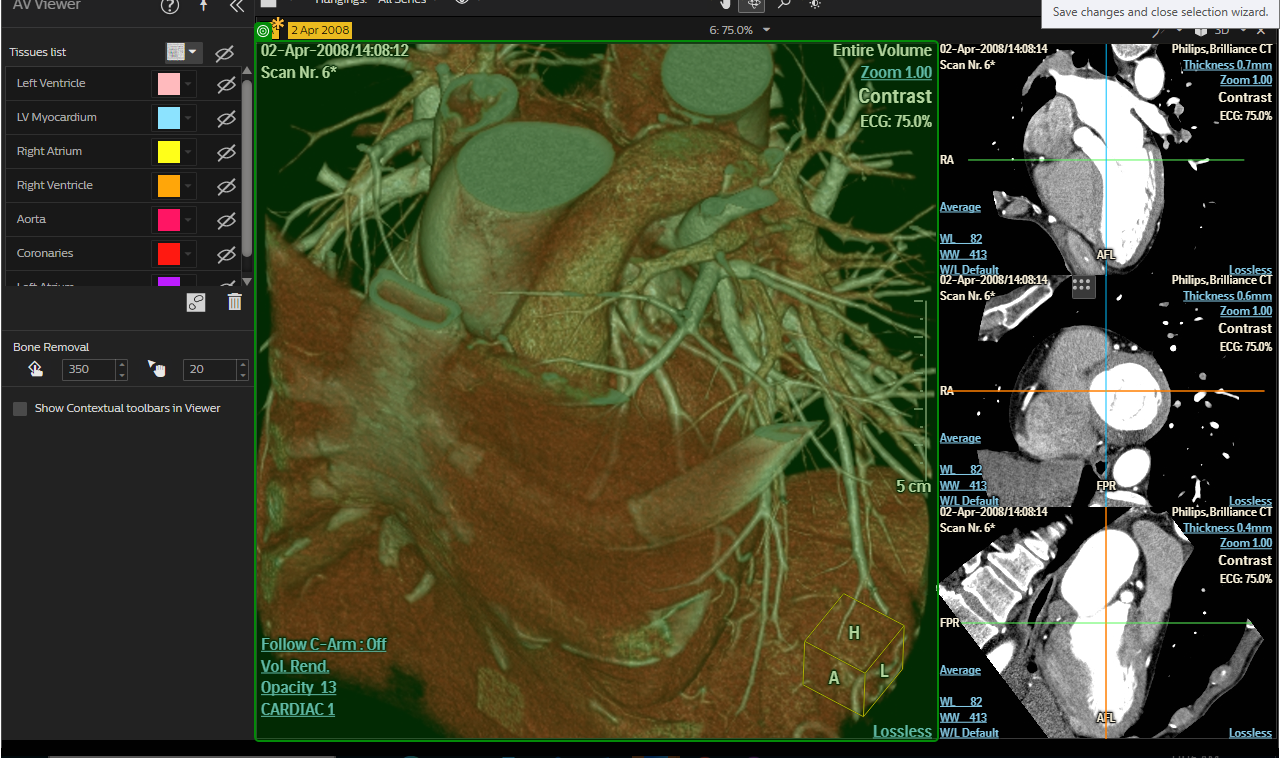 AV Viewer
Hangings: All Series
Save changes and close selection wizard.
2 Apr 2008
6: 75.0%
3D
Tissues list
Left Ventricle
LV Myocardium
Right Atrium
Right Ventricle
Aorta
Coronaries
Left Atrium
Bone Removal
350
20
Show Contextual toolbars in Viewer
02-Apr-2008/14:08:12
Scan Nr. 6*
Entire Volume
Zoom 1.00
Contrast
ECG: 75.0%
5 cm
H
A
L
Follow C-Arm : Off
Vol. Rend.
Opacity 13
CARDIAC 1
Lossless
02-Apr-2008/14:08:14
Scan Nr. 6*
Philips,Brilliance CT
Thickness 0.7mm
Zoom 1.00
Contrast
ECG: 75.0%
RA
Average
WL 82
WW 413
W/L Default
AFL
Lossless
02-Apr-2008/14:08:14
Scan Nr. 6*
Philips,Brilliance CT
Thickness 0.6mm
Zoom 1.00
Contrast
ECG: 75.0%
RA
Average
WL 82
WW 413
W/L Default
FPR
Lossless
02-Apr-2008/14:08:14
Scan Nr. 6*
Philips,Brilliance CT
Thickness 0.4mm
Zoom 1.00
Contrast
ECG: 75.0%
FPR
Average
WL 82
WW 413
W/L Default
AFL
Lossless